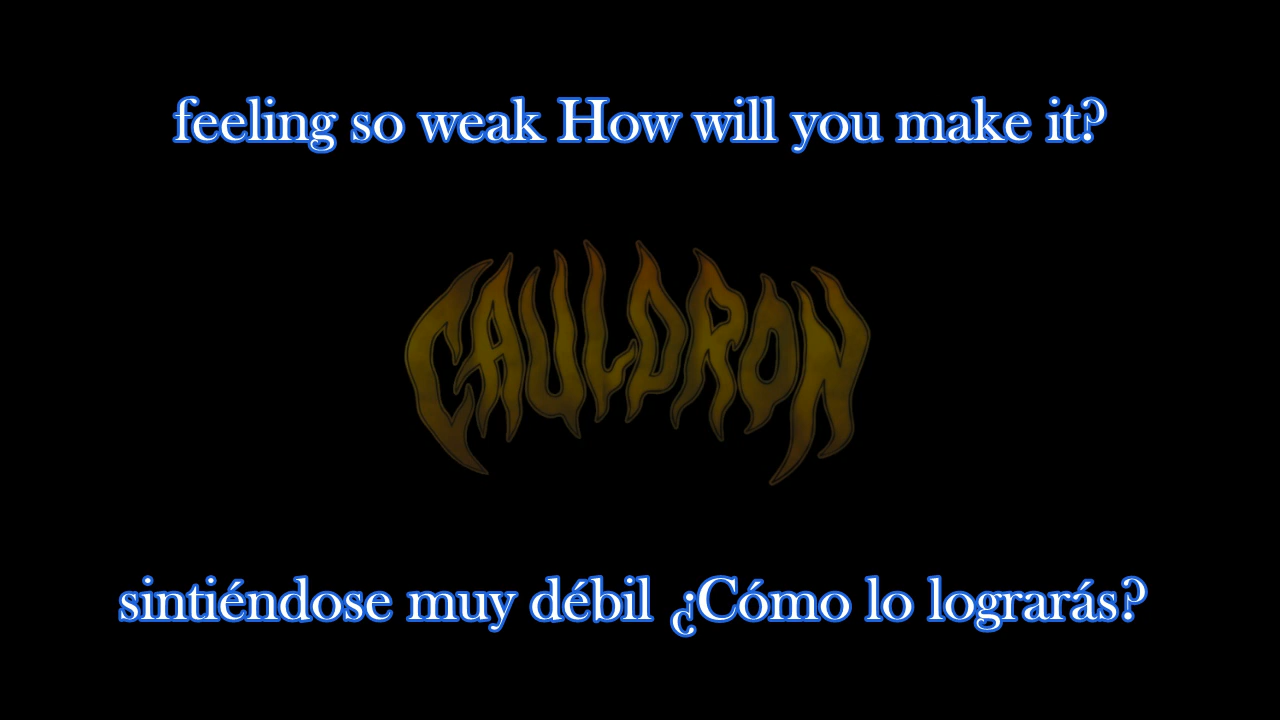 feeling so weak How will you make it?
CAULDRON
sintiéndose muy débil ¿Cómo lo lograrás?